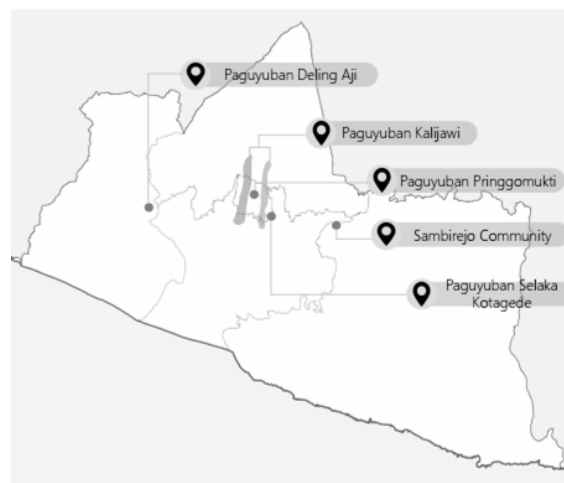 Paguyuban Deling Aji
Paguyuban Kalijawi
Paguyuban Pringgomukti
Sambirejo Community
Paguyuban Selaka
Kotagede